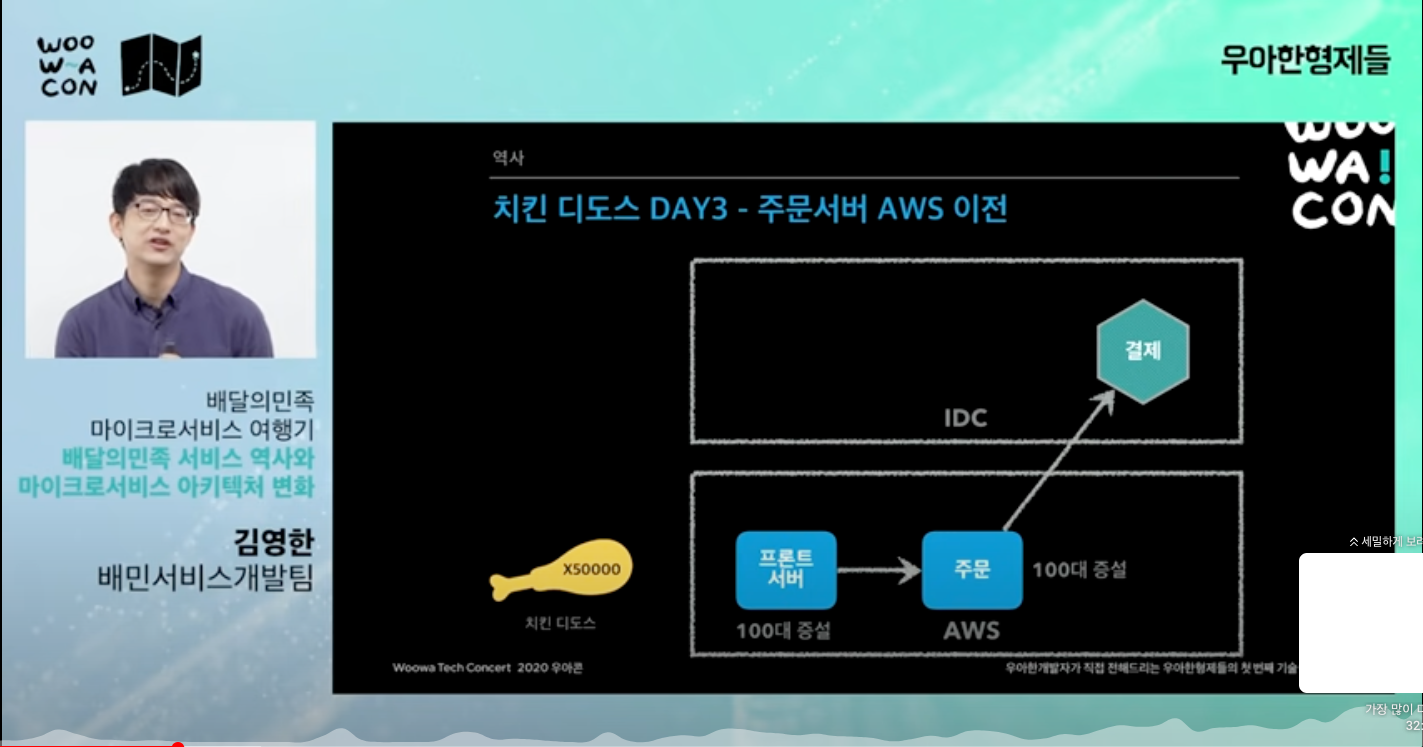 WOO
W~A
CON
우아한형제들
WOO
WA!
CON
역사
치킨 디도스 DAY3 - 주문서버 AWS 이전
결제
IDC
배달의민족
마이크로서비스 여행기
배달의민족 서비스 역사와
마이크로서비스 아키텍처 변화
김영한
배민서비스개발팀
X50000
치킨 디도스
프론트
서버
100대 증설
주문
100대 증설
AWS
Woowa Tech Concert 2020 우아콘
우아한개발자가 직접 전해드리는 우아한형제들의 첫 번째 기술
세밀하게
가장 많이
32: